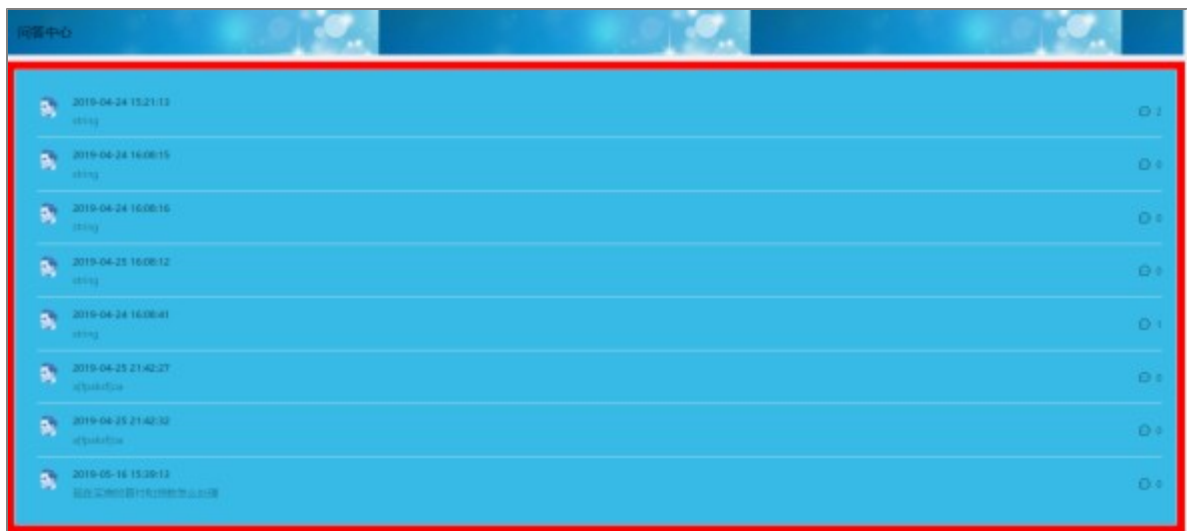 问答中心
2019-04-24 15:21:13
string
2
2019-04-24 16:08:15
string
0
2019-04-24 16:08:16
string
0
2019-04-25 16:08:12
string
0
2019-04-24 16:08:41
string
1
2019-04-25 21:42:27
0
2019-04-25 21:42:32
0
2019-05-16 15:39:13
0